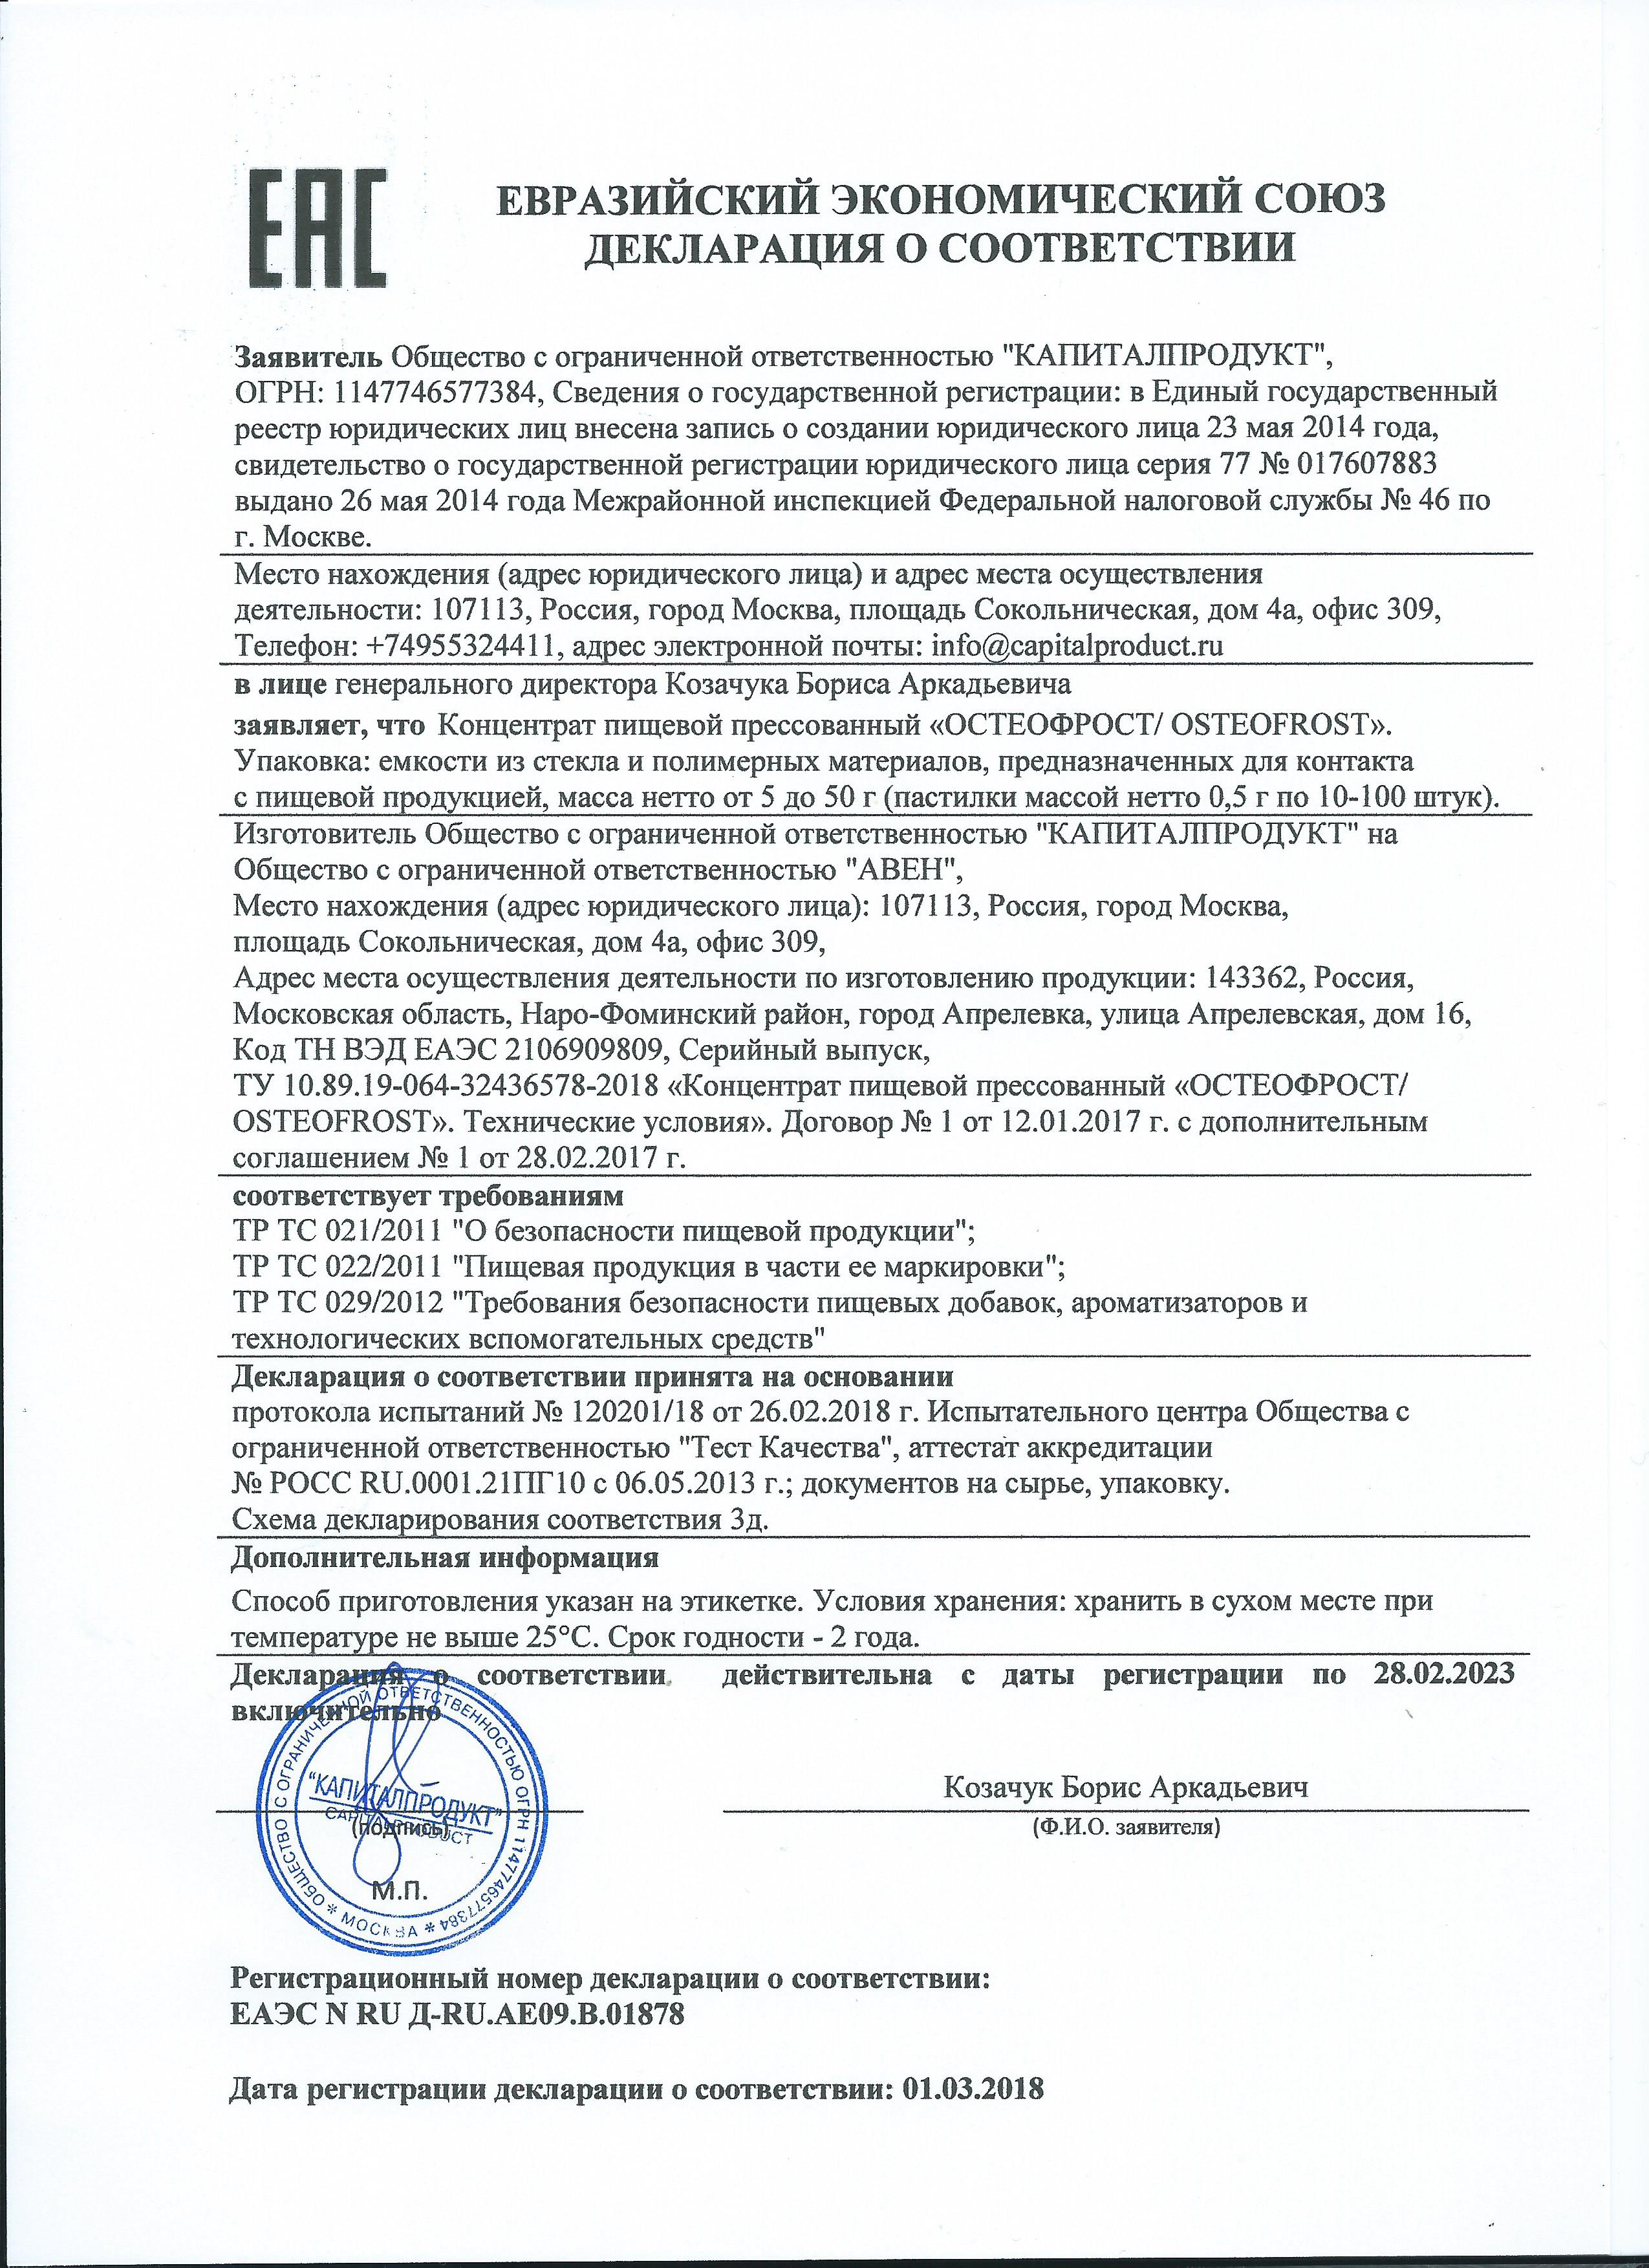 ЕАС
ЕВРАЗИЙСКИЙ ЭКОНОМИЧЕСКИЙ СОЮЗ
ДЕКЛАРАЦИЯ О СООТВЕТСТВИИ
Заявитель Общество с ограниченной ответственностью "КАПИТАЛПРОДУКТ",
ОГРН: 1147746577384, Сведения о государственной регистрации: в Единый государственный
реестр юридических лиц внесена запись о создании юридического лица 23 мая 2014 года,
свидетельство о государственной регистрации юридического лица серия 77 № 017607883
выдано 26 мая 2014 года Межрайонной инспекцией Федеральной налоговой службы № 46 по
г. Москве.
Место нахождения (адрес юридического лица) и адрес места осуществления
деятельности: 107113, Россия, город Москва, площадь Сокольническая, дом 4а, офис 309,
Телефон: +74955324411, адрес электронной почты: info@capitalproduct.ru
в лице генерального директора Козачука Бориса Аркадьевича
заявляет, что Концентрат пищевой прессованный «ОСТЕОФРОСТ/ OSTEOFROST».
Упаковка: емкости из стекла и полимерных материалов, предназначенных для контакта
с пищевой продукцией, масса нетто от 5 до 50 г (пастилки массой нетто 0,5 г по 10-100 штук).
Изготовитель Общество с ограниченной ответственностью "КАПИТАЛПРОДУКТ" на
Общество с ограниченной ответственностью "АВЕН",
Место нахождения (адрес юридического лица): 107113, Россия, город Москва,
площадь Сокольническая, дом 4а, офис 309,
Адрес места осуществления деятельности по изготовлению продукции: 143362, Россия,
Московская область, Наро-Фоминский район, город Апрелевка, улица Апрелевская, дом 16,
Код ТН ВЭД ЕАЭС 2106909809, Серийный выпуск,
ТУ 10.89.19-064-32436578-2018 «Концентрат пищевой прессованный «ОСТЕОФРОСТ/
OSTEOFROST». Технические условия». Договор № 1 от 12.01.2017 г. с дополнительным
соглашением № 1 от 28.02.2017 г.
соответствует требованиям
ТР ТС 021/2011 "О безопасности пищевой продукции";
ТР ТС 022/2011 "Пищевая продукция в части ее маркировки";
ТР ТС 029/2012 "Требования безопасности пищевых добавок, ароматизаторов и
технологических вспомогательных средств"
Декларация о соответствии принята на основании
протокола испытаний № 120201/18 от 26.02.2018 г. Испытательного центра Общества с
ограниченной ответственностью "Тест Качества", аттестат аккредитации
№ РОСС RU.0001.21ПГ10 с 06.05.2013 г.; документов на сырье, упаковку.
Схема декларирования соответствия 3д.
Дополнительная информация
Способ приготовления указан на этикетке. Условия хранения: хранить в сухом месте при
температуре не выше 25°С. Срок годности - 2 года.
Декларация о соответствии действительна с даты регистрации по 28.02.2023
включительно
ОБЩЕСТВО С ОГРАНИЧЕННОЙ ОТВЕТСТВЕННОСТЬЮ ОГРН 1147746577384 * МОСКВА *
"КАПИТАЛПРОДУКТ"
CAPITALPRODUCT
Козачук Борис Аркадьевич
(подпись)
(Ф.И.О. заявителя)
М.П.
Регистрационный номер декларации о соответствии:
ЕАЭС N RU Д-RU.АЕ09.В.01878
Дата регистрации декларации о соответствии: 01.03.2018